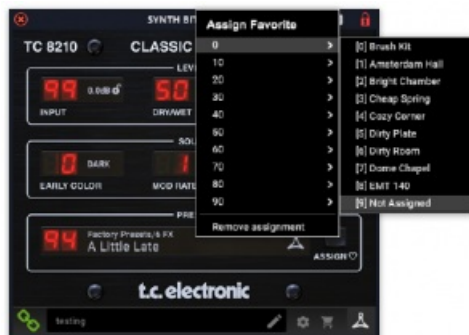 SYNTH BIT
TC 8210
CLASSIC
LEV
99
0.0dB
50
INPUT
DRY/WET
SOU
0
DARK
1
EARLY COLOR
MOD RATE
PRE
94
Factory Presets/6 FX
A Little Late
ASSIGN
t.c. electronic
testing
Assign Favorite
0
10
20
30
40
50
60
70
80
90
Remove assignment
[0] Brush Kit
[1] Amsterdam Hall
[2] Bright Chamber
[3] Cheap Spring
[4] Cozy Corner
[5] Dirty Plate
[6] Dirty Room
[7] Dome Chapel
[8] EMT 140
[9] Not Assigned